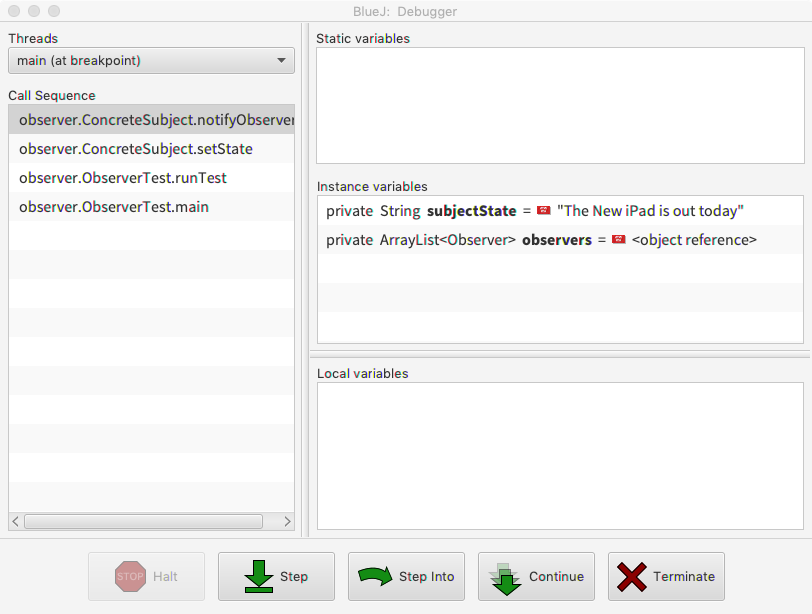 BlueJ: Debugger
Threads
main (at breakpoint)
Call Sequence
observer.ConcreteSubject.notifyObserver
observer.ConcreteSubject.setState
observer.ObserverTest.runTest
observer.ObserverTest.main
Static variables
Instance variables
private String subjectState = "The New iPad is out today"
private ArrayList<Observer> observers = <object reference>
Local variables
STOP Halt
Step
Step Into
Continue
Terminate